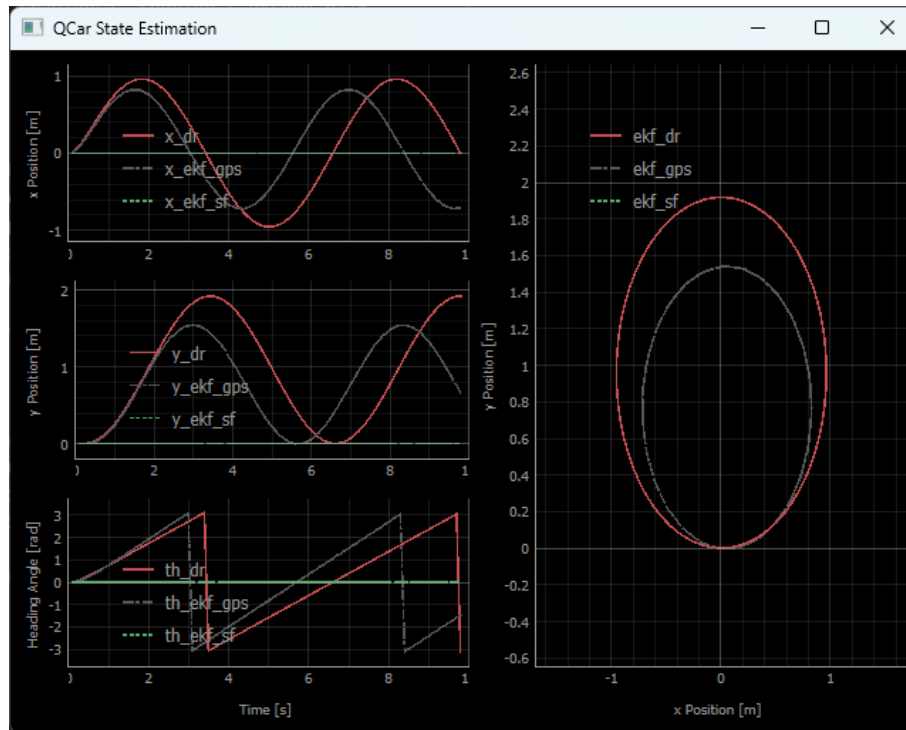 QCar State Estimation
x Position [m]
1
0
-1
x_dr
x_ekf_gps
x_ekf_sf
0 2 4 6 8 1
y Position [m]
2
1
0
y_dr
y_ekf_gps
y_ekf_sf
2 4 6 8 1
Heading Angle [rad]
3
2
1
0
-1
-2
-3
th_dr
th_ekf_gps
th_ekf_sf
2 4 6 8 1
Time [s]
y Position [m]
2.6
2.4
2.2
2
1.8
1.6
1.4
1.2
1
0.8
0.6
0.4
0.2
0
-0.2
-0.4
-0.6
ekf_dr
ekf_gps
ekf_sf
-1 0 1
x Position [m]